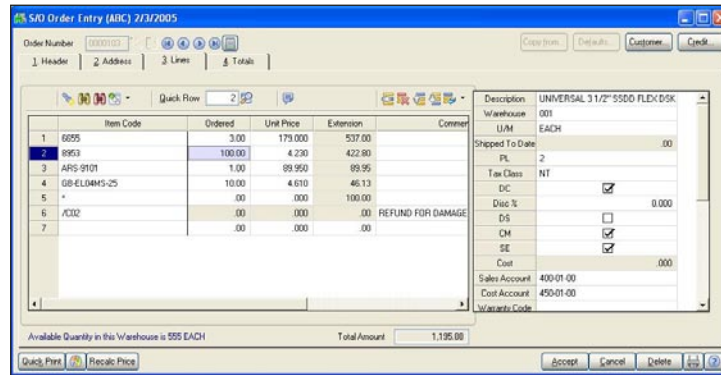 S/O Order Entry (ABC) 2/3/2005
Order Number 0000103 Copy from... Defaults... Customer... Credit...
1. Header 2. Address 3. Lines 4. Totals
Quick Row 2
Item Code Ordered Unit Price Extension Commer
1 6655 3.00 179.000 537.00
2 8953 100.00 4.230 422.80
3 ARS-9101 1.00 89.950 89.95
4 GB-EL04MS-25 10.00 4.610 46.13
5 * .00 .000 100.00
6 /C02 .00 .000 .00 REFUND FOR DAMAGE
7 .00 .000 .00
Description UNIVERSAL 3 1/2" SSDD FLEX DSK
Warehouse 001
U/M EACH
Shipped To Date .00
PL 2
Tax Class NT
DC
Disc % 0.000
DS
CM
SE
Cost .000
Sales Account 400-01-00
Cost Account 450-01-00
Warranty Code
Available Quantity in this Warehouse is 555 EACH Total Amount 1,195.88
Quick Print Recalc Price Accept Cancel Delete